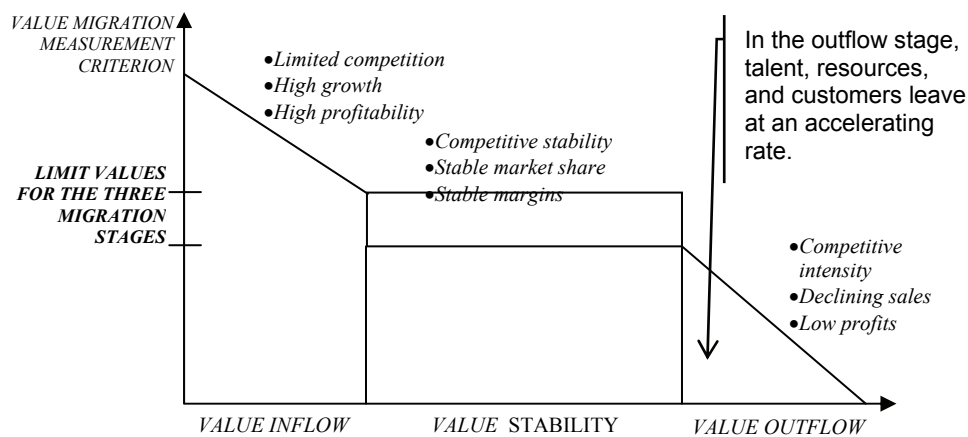 VALUE MIGRATION
MEASUREMENT
CRITERION
•Limited competition
•High growth
•High profitability
•Competitive stability
•Stable market share
•Stable margins
In the outflow stage,
talent, resources,
and customers leave
at an accelerating
rate.
LIMIT VALUES
FOR THE THREE
MIGRATION
STAGES
•Competitive
intensity
•Declining sales
•Low profits
VALUE INFLOW
VALUE STABILITY
VALUE OUTFLOW